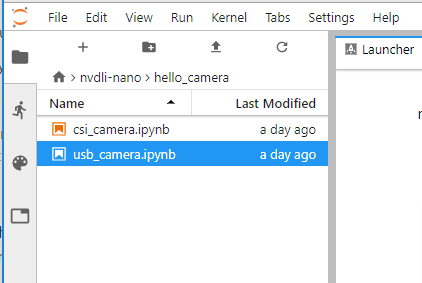 File Edit View Run Kernel Tabs Settings Help
nvdli-nano hello_camera
Launcher
Name Last Modified
csi_camera.ipynb a day ago
usb_camera.ipynb a day ago